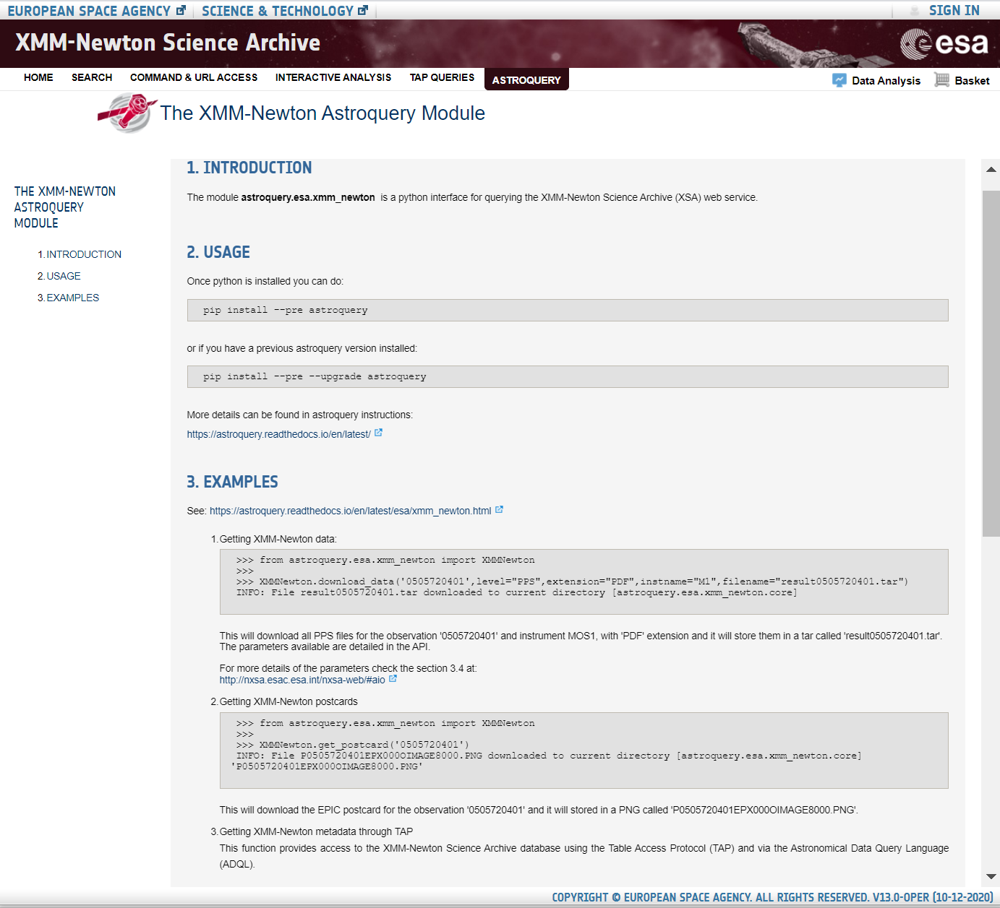 EUROPEAN SPACE AGENCY
SCIENCE & TECHNOLOGY
SIGN IN
XMM-Newton Science Archive
esa
HOME
SEARCH
COMMAND & URL ACCESS
INTERACTIVE ANALYSIS
TAP QUERIES
ASTROQUERY
Data Analysis
Basket
The XMM-Newton Astroquery Module
THE XMM-NEWTON
ASTROQUERY
MODULE
1. INTRODUCTION
2. USAGE
3. EXAMPLES
1. INTRODUCTION
The module astroquery.esa.xmm_newton is a python interface for querying the XMM-Newton Science Archive (XSA) web service.
2. USAGE
Once python is installed you can do:
pip install --pre astroquery
or if you have a previous astroquery version installed:
pip install --pre --upgrade astroquery
More details can be found in astroquery instructions:
https://astroquery.readthedocs.io/en/latest/
3. EXAMPLES
See: https://astroquery.readthedocs.io/en/latest/esa/xmm_newton.html
1. Getting XMM-Newton data:
>>> from astroquery.esa.xmm_newton import XMMNewton
>>>
>>> XMMNewton.download_data('0505720401',level="PPS",extension="PDF",instname="M1",filename="result0505720401.tar")
INFO: File result0505720401.tar downloaded to current directory [astroquery.esa.xmm_newton.core]
This will download all PPS files for the observation '0505720401' and instrument MOS1, with 'PDF' extension and it will store them in a tar called 'result0505720401.tar'.
The parameters available are detailed in the API.
For more details of the parameters check the section 3.4 at:
http://nxsa.esac.esa.int/nxsa-web/#aio
2. Getting XMM-Newton postcards
>>> from astroquery.esa.xmm_newton import XMMNewton
>>>
>>> XMMNewton.get_postcard('0505720401')
INFO: File P0505720401EPX000OIMAGE8000.PNG downloaded to current directory [astroquery.esa.xmm_newton.core]
'P0505720401EPX000OIMAGE8000.PNG'
This will download the EPIC postcard for the observation '0505720401' and it will stored in a PNG called 'P0505720401EPX000OIMAGE8000.PNG'.
3. Getting XMM-Newton metadata through TAP
This function provides access to the XMM-Newton Science Archive database using the Table Access Protocol (TAP) and via the Astronomical Data Query Language
(ADQL).
COPYRIGHT © EUROPEAN SPACE AGENCY. ALL RIGHTS RESERVED. V13.0-OPER (10-12-2020)